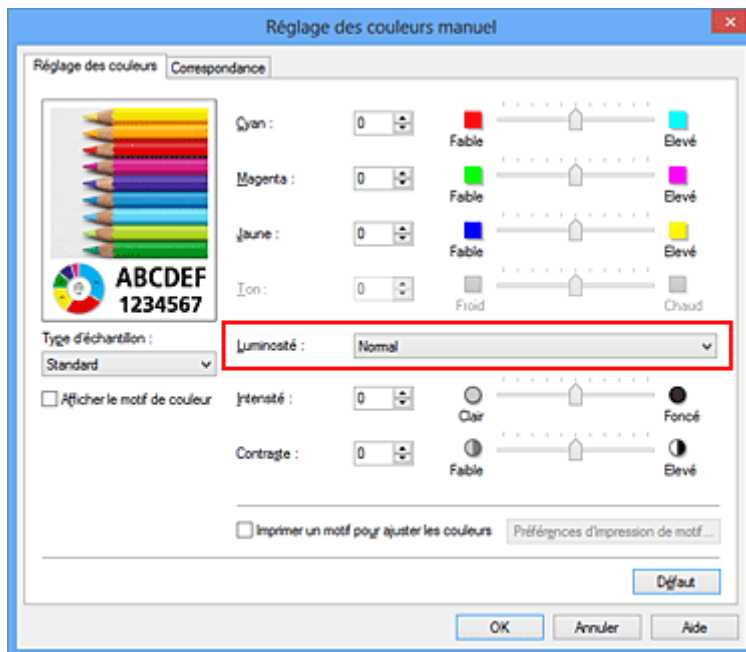 Réglage des couleurs manuel
Réglage des couleurs
Correspondance
Cyan :
0
Faible
Elevé
Magenta :
0
Faible
Elevé
Jaune :
0
Faible
Elevé
ABCDEF
1234567
Ton :
0
Froid
Chaud
Type d'échantillon :
Standard
Luminosité :
Normal
Afficher le motif de couleur
Intensité :
0
Clair
Foncé
Contraste :
0
Faible
Elevé
Imprimer un motif pour ajuster les couleurs
Préférences d'impression de motif...
Défaut
OK
Annuler
Aide